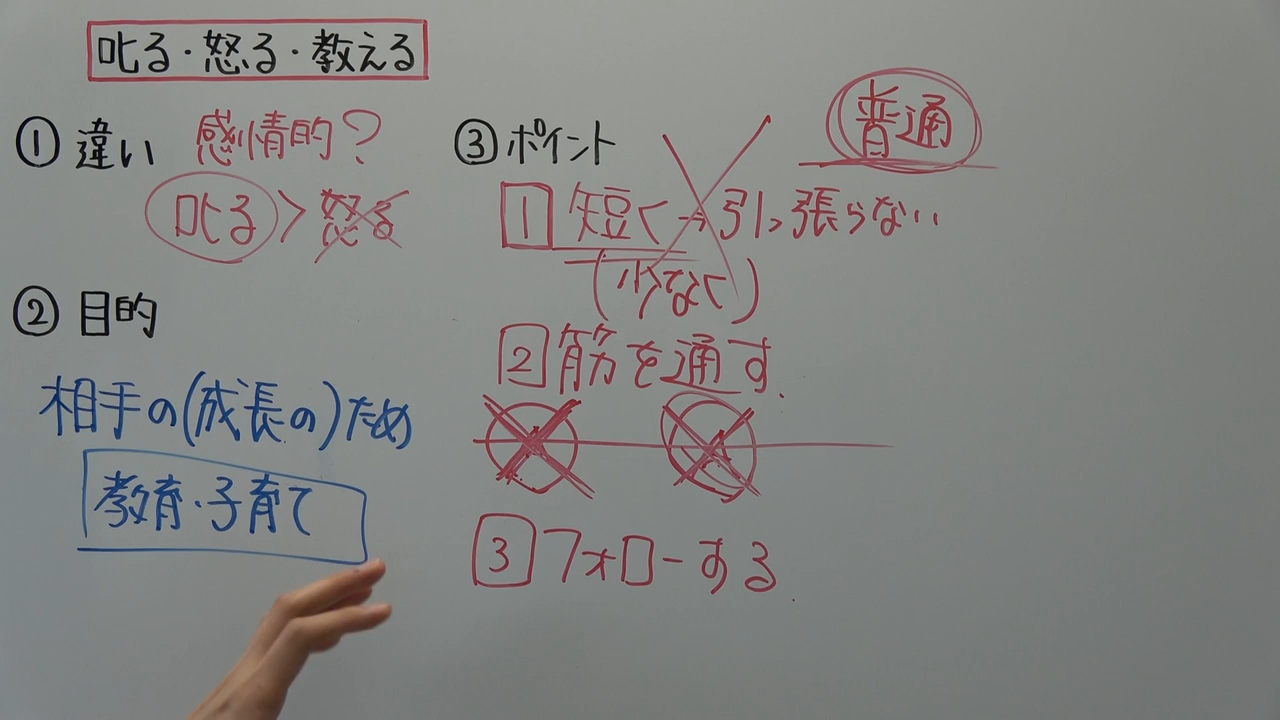 叱る・怒る・教える
① 違い 感情的?
叱る > 怒る
② 目的
相手の(成長の)ため
教育・子育て
③ ポイント
普通
1 短く→引っ張らない
(少なく)
2 筋を通す.
3 フォローする